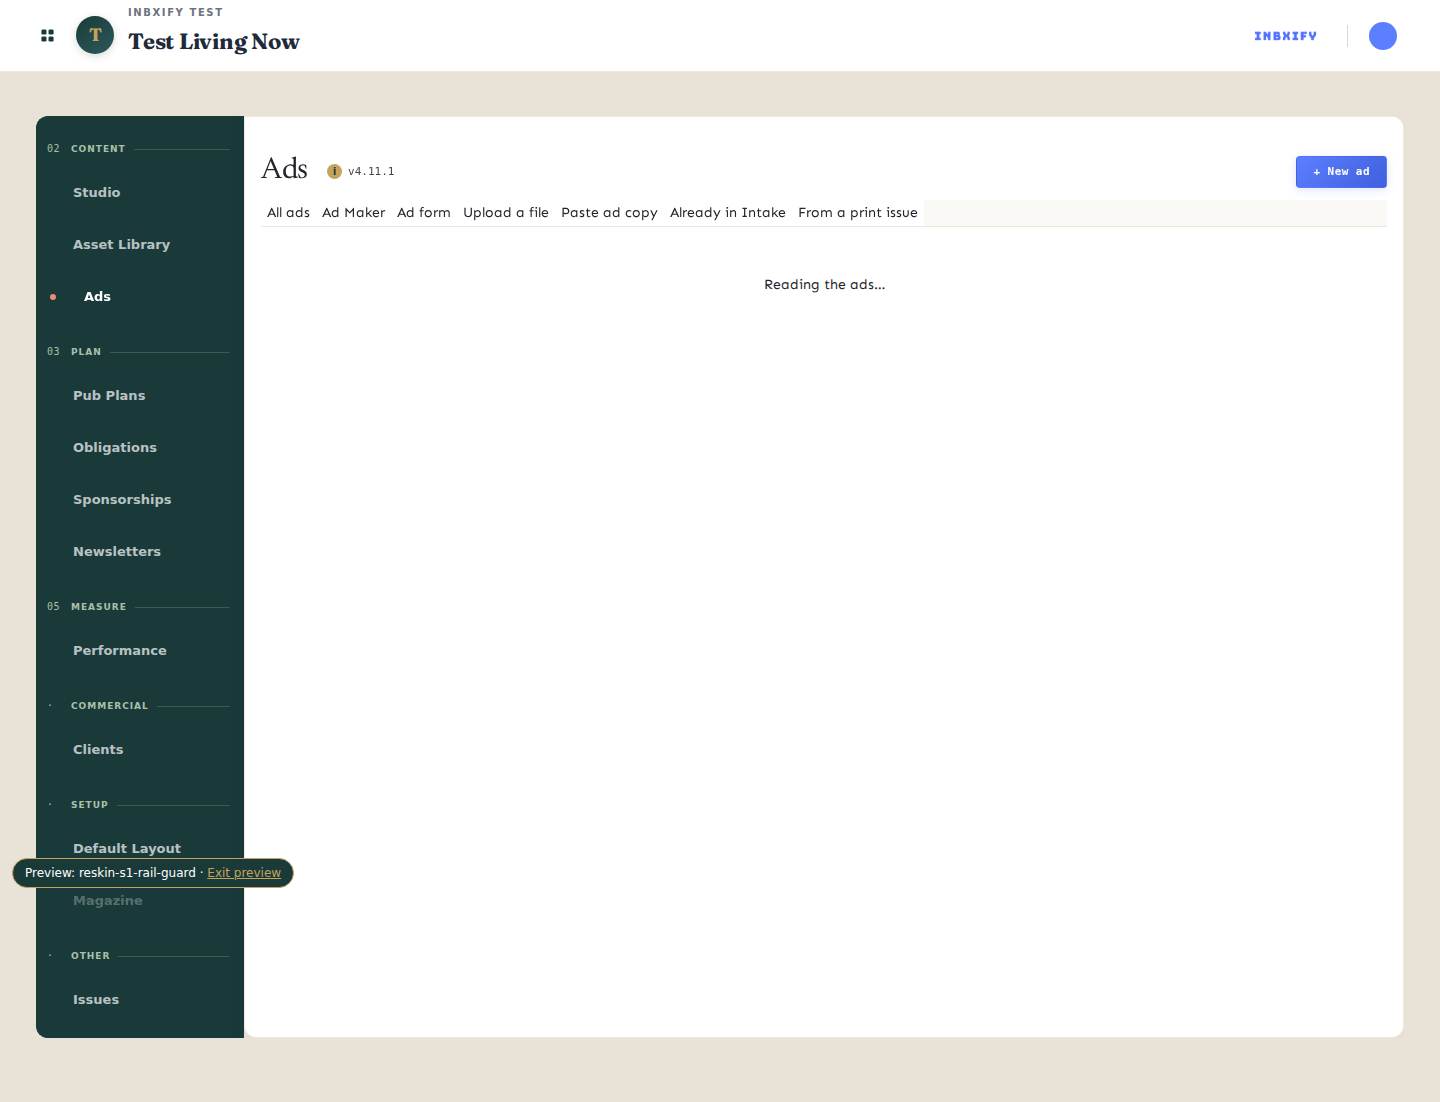 INBXIFY TEST
T
Test Living Now
INBXIFY
02 CONTENT
Studio
Asset Library
Ads
03 PLAN
Pub Plans
Obligations
Sponsorships
Newsletters
05 MEASURE
Performance
· COMMERCIAL
Clients
· SETUP
Default Layout
Preview: reskin-s1-rail-guard · Exit preview
Magazine
· OTHER
Issues
Ads i v4.11.1
+ New ad
All ads Ad Maker Ad form Upload a file Paste ad copy Already in Intake From a print issue
Reading the ads…